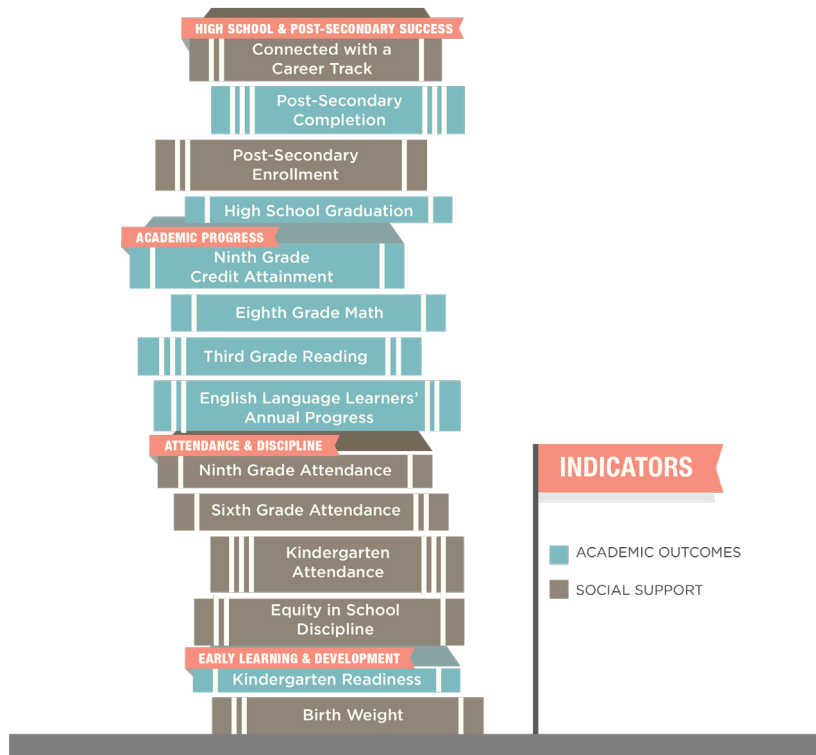 HIGH SCHOOL & POST-SECONDARY SUCCESS
Connected with a
Career Track
Post-Secondary
Completion
Post-Secondary
Enrollment
High School Graduation
ACADEMIC PROGRESS
Ninth Grade
Credit Attainment
Eighth Grade Math
Third Grade Reading
English Language Learners’
Annual Progress
ATTENDANCE & DISCIPLINE
Ninth Grade Attendance
Sixth Grade Attendance
Kindergarten
Attendance
Equity in School
Discipline
EARLY LEARNING & DEVELOPMENT
Kindergarten Readiness
Birth Weight
INDICATORS
ACADEMIC OUTCOMES
SOCIAL SUPPORT